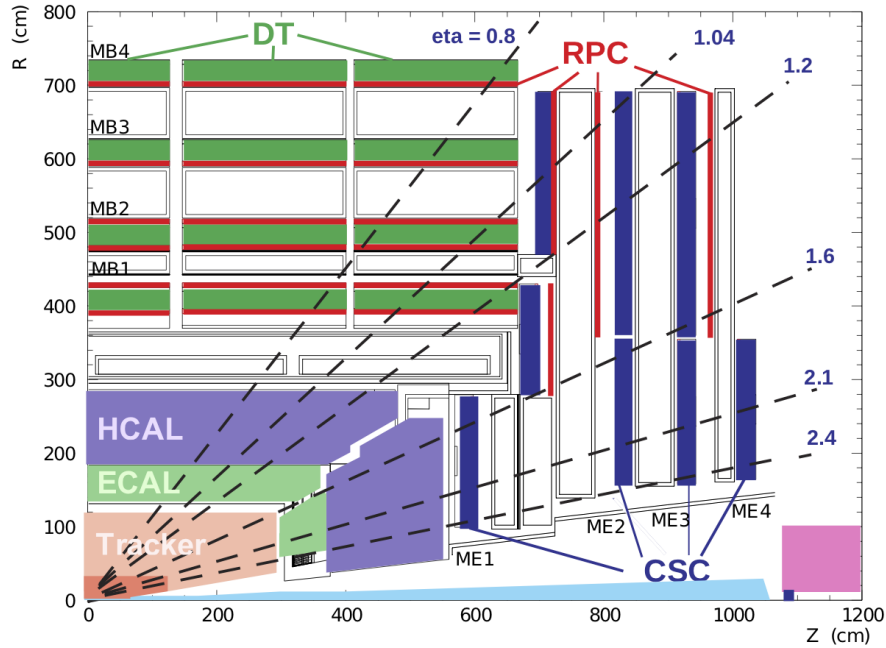 R (cm)
800
700
600
500
400
300
200
100
0
DT
eta = 0.8
RPC
1.04
1.2
1.6
2.1
2.4
MB4
MB3
MB2
MB1
HCAL
ECAL
Tracker
ME1
ME2
ME3
ME4
CSC
0
200
400
600
800
1000
1200
Z (cm)